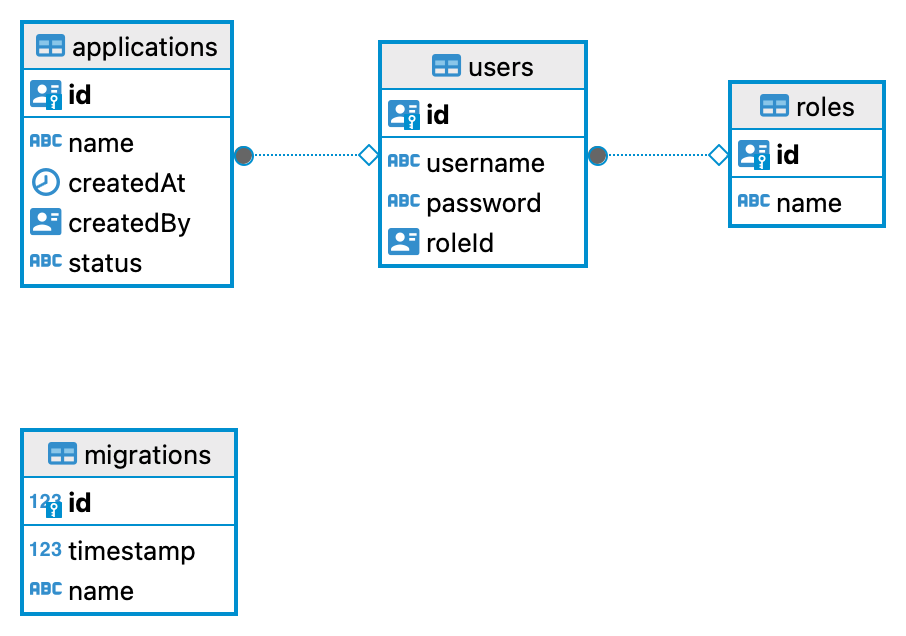 applications
id
ABC name
createdAt
createdBy
ABC status
users
id
ABC username
ABC password
roleId
roles
id
ABC name
migrations
123 id
123 timestamp
ABC name